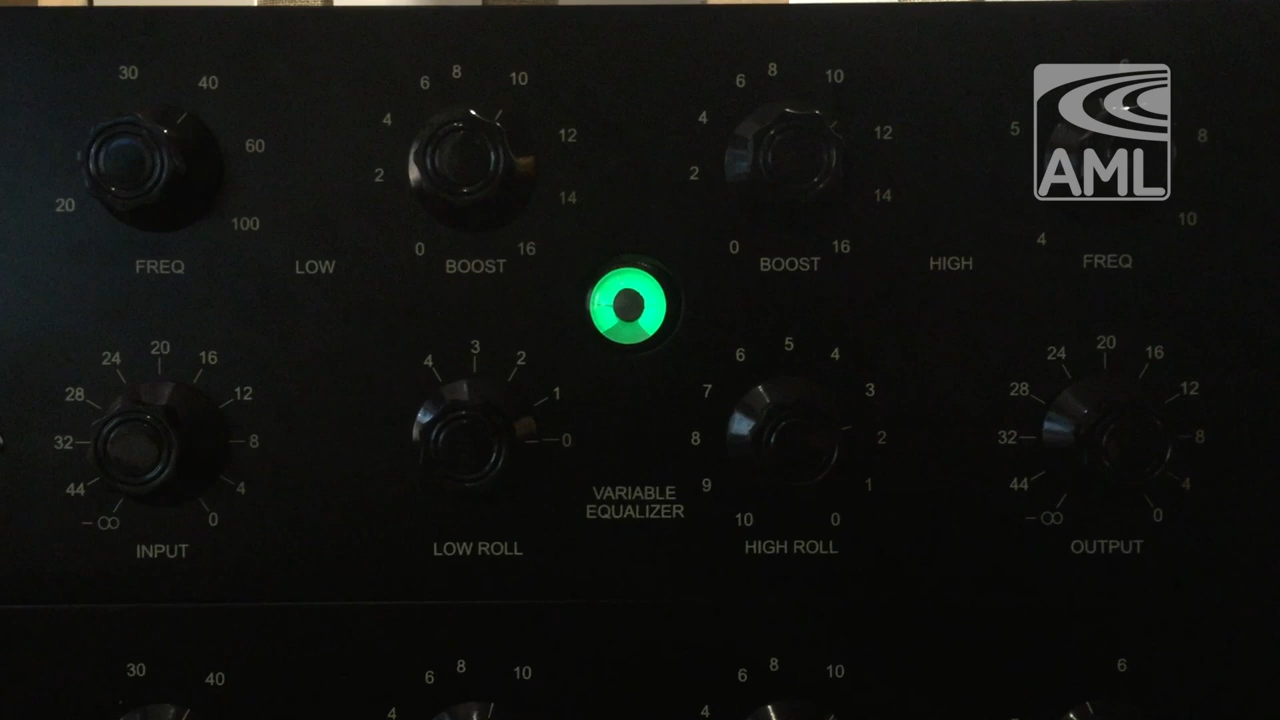 30 40
60
20
100
FREQ
LOW
6 8 10
4
12
2
14
0 16
BOOST
6 8 10
4
12
2
14
0 16
BOOST
HIGH
5
8
10
4
FREQ
AML
24 20 16
28 12
32 8
44 4
-∞ 0
INPUT
4 3 2
1
0
LOW ROLL
VARIABLE
EQUALIZER
6 5 4
7 3
8 2
9 1
10 0
HIGH ROLL
24 20 16
28 12
32 8
44 4
-∞ 0
OUTPUT
30 40
4 6 8 10
4 6 8 10
6